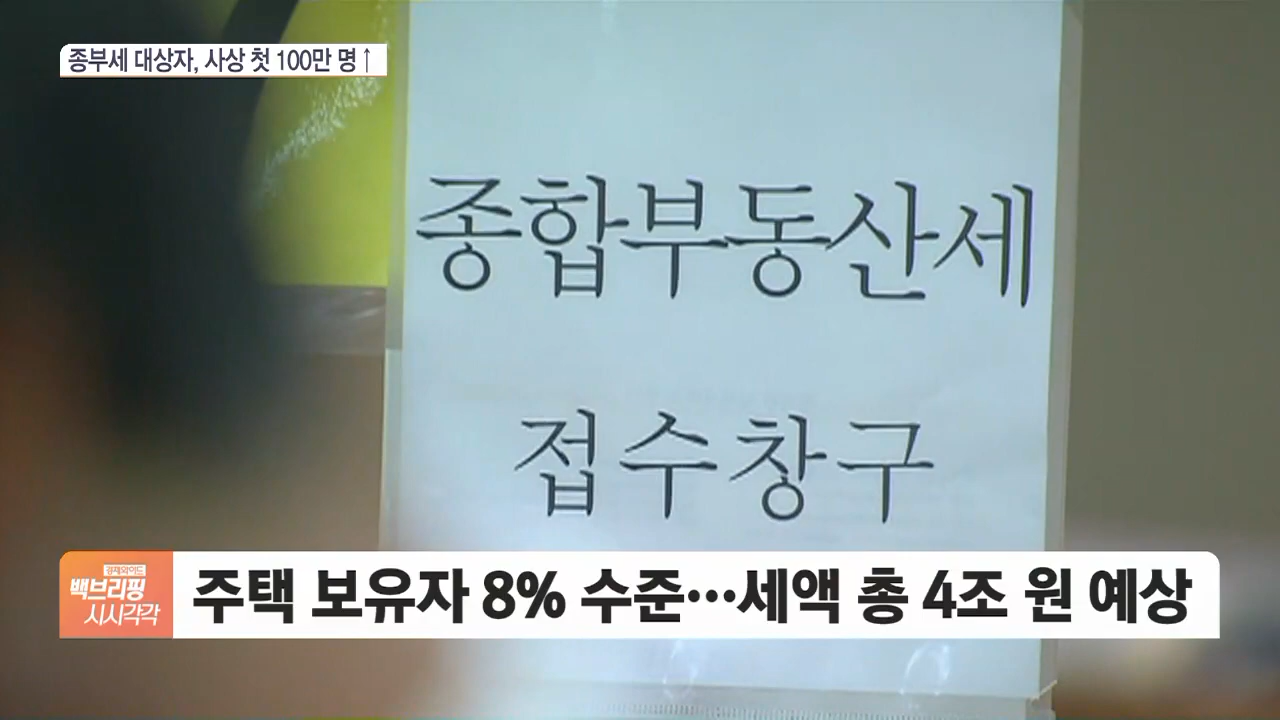 종부세 대상자, 사상 첫 100만 명↑
종합부동산세
접수창구
경제와이드
백브리핑
시시각각
주택 보유자 8% 수준…세액 총 4조 원 예상